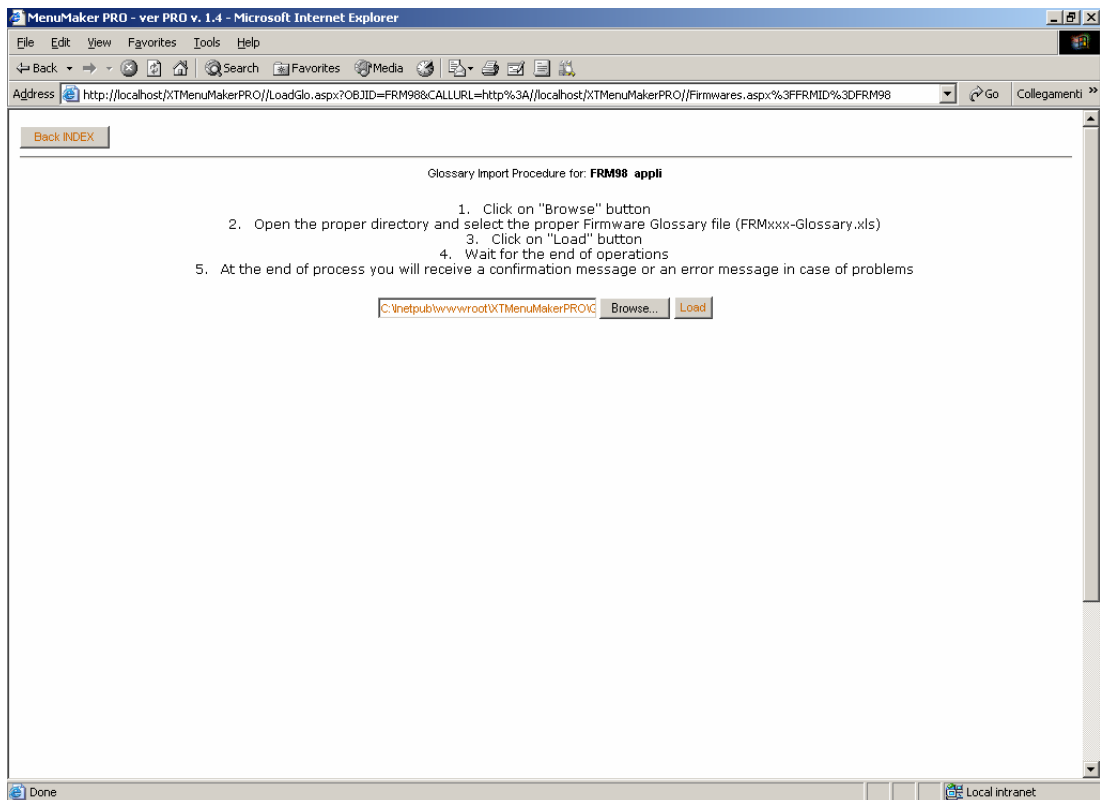 MenuMaker PRO - ver PRO v. 1.4 - Microsoft Internet Explorer
File Edit View Favorites Tools Help
Back Search Favorites Media
Address http://localhost/XTMenuMakerPRO//LoadGlo.aspx?OBJID=FRM98&CALLURL=http%3A//localhost/XTMenuMakerPRO//Firmwares.aspx%3FFRMID%3DFRM98 Go Collegamenti »
Back INDEX
Glossary Import Procedure for: FRM98 appli
1. Click on "Browse" button
2. Open the proper directory and select the proper Firmware Glossary file (FRMxxx-Glossary.xls)
3. Click on "Load" button
4. Wait for the end of operations
5. At the end of process you will receive a confirmation message or an error message in case of problems
C:\Inetpub\wwwroot\XTMenuMakerPRO\G Browse... Load
Done Local intranet